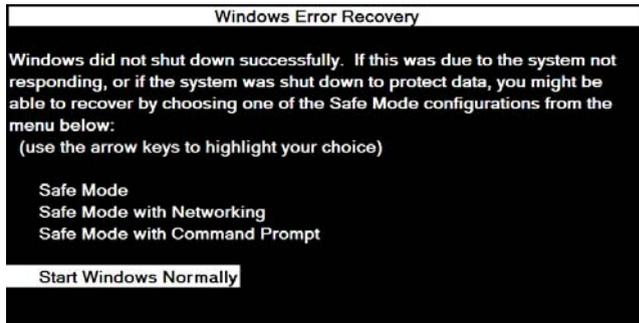 Windows Error Recovery
Windows did not shut down successfully. If this was due to the system not
responding, or if the system was shut down to protect data, you might be
able to recover by choosing one of the Safe Mode configurations from the
menu below:
(use the arrow keys to highlight your choice)
Safe Mode
Safe Mode with Networking
Safe Mode with Command Prompt
Start Windows Normally